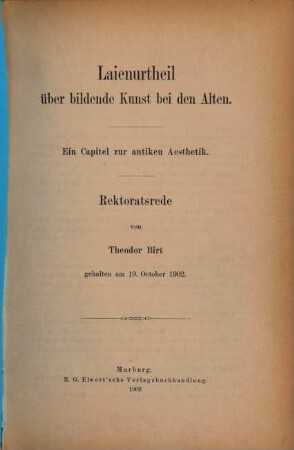 Laienurtheil
über bildende Kunst bei den Alten.
Ein Capitel zur antiken Aesthetik.
Rektoratsrede
von
Theodor Birt
gehalten am 19. October 1902.
Marburg.
N. G. Elwert'sche Verlagsbuchhandlung.
1902.